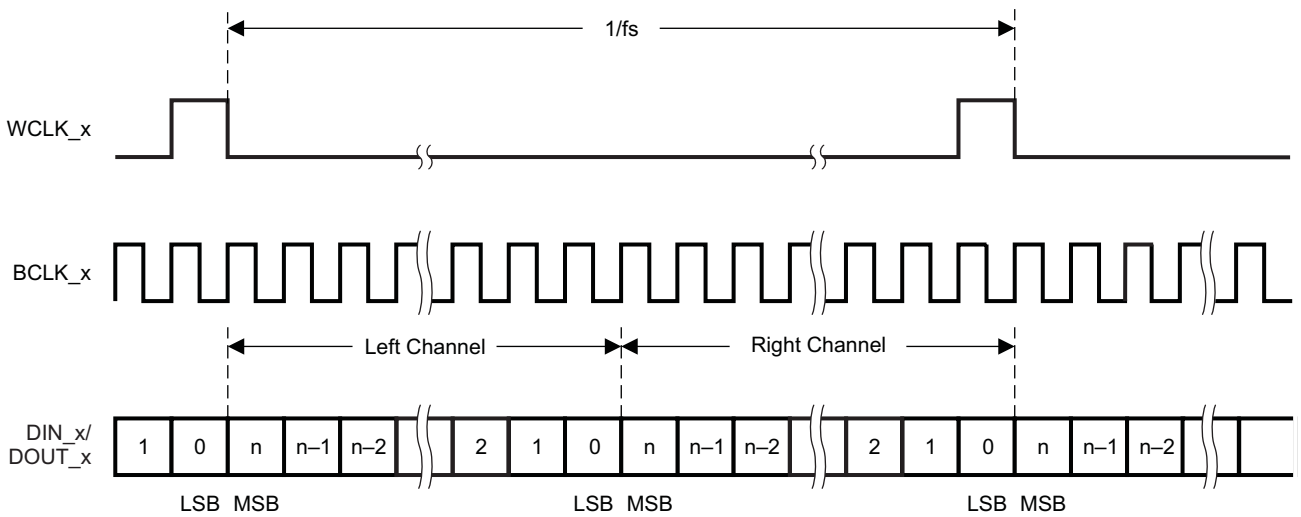 1/fs
WCLK_x
BCLK_x
Left Channel
Right Channel
DIN_x/
DOUT_x
1 0 n n–1 n–2 2 1 0 n n–1 n–2 2 1 0 n n–1 n–2
LSB MSB LSB MSB LSB MSB